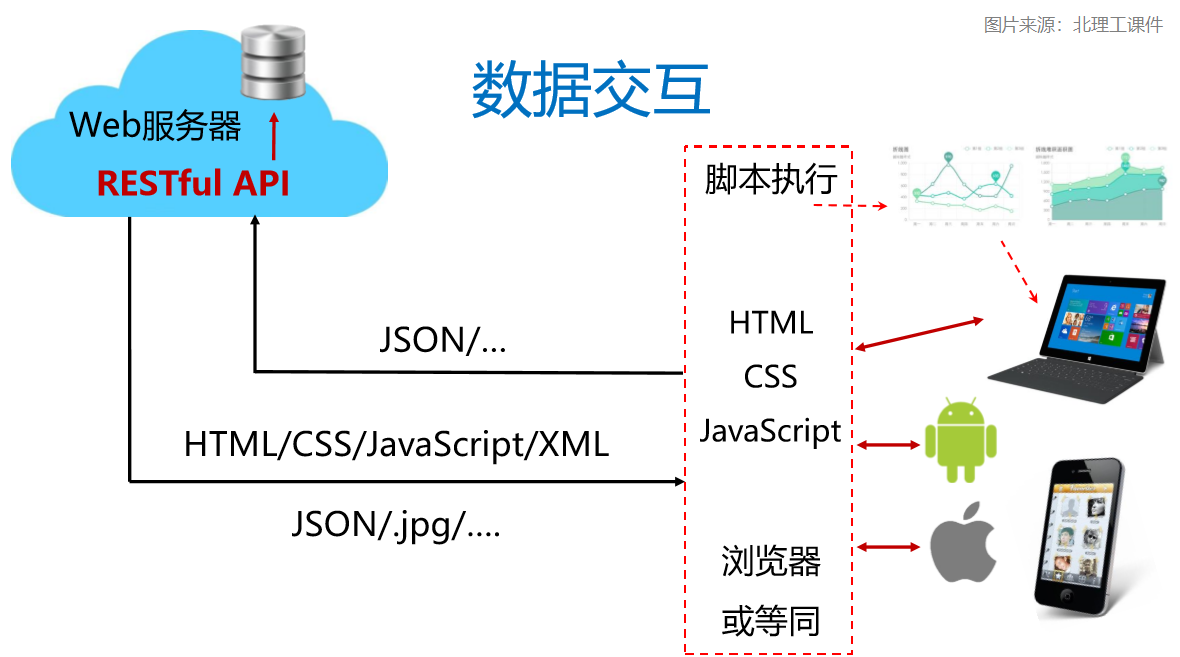 图片来源：北理工课件
数据交互
Web服务器
RESTful API
脚本执行
JSON/...
HTML
CSS
JavaScript
HTML/CSS/JavaScript/XML
JSON/.jpg/....
浏览器
或等同